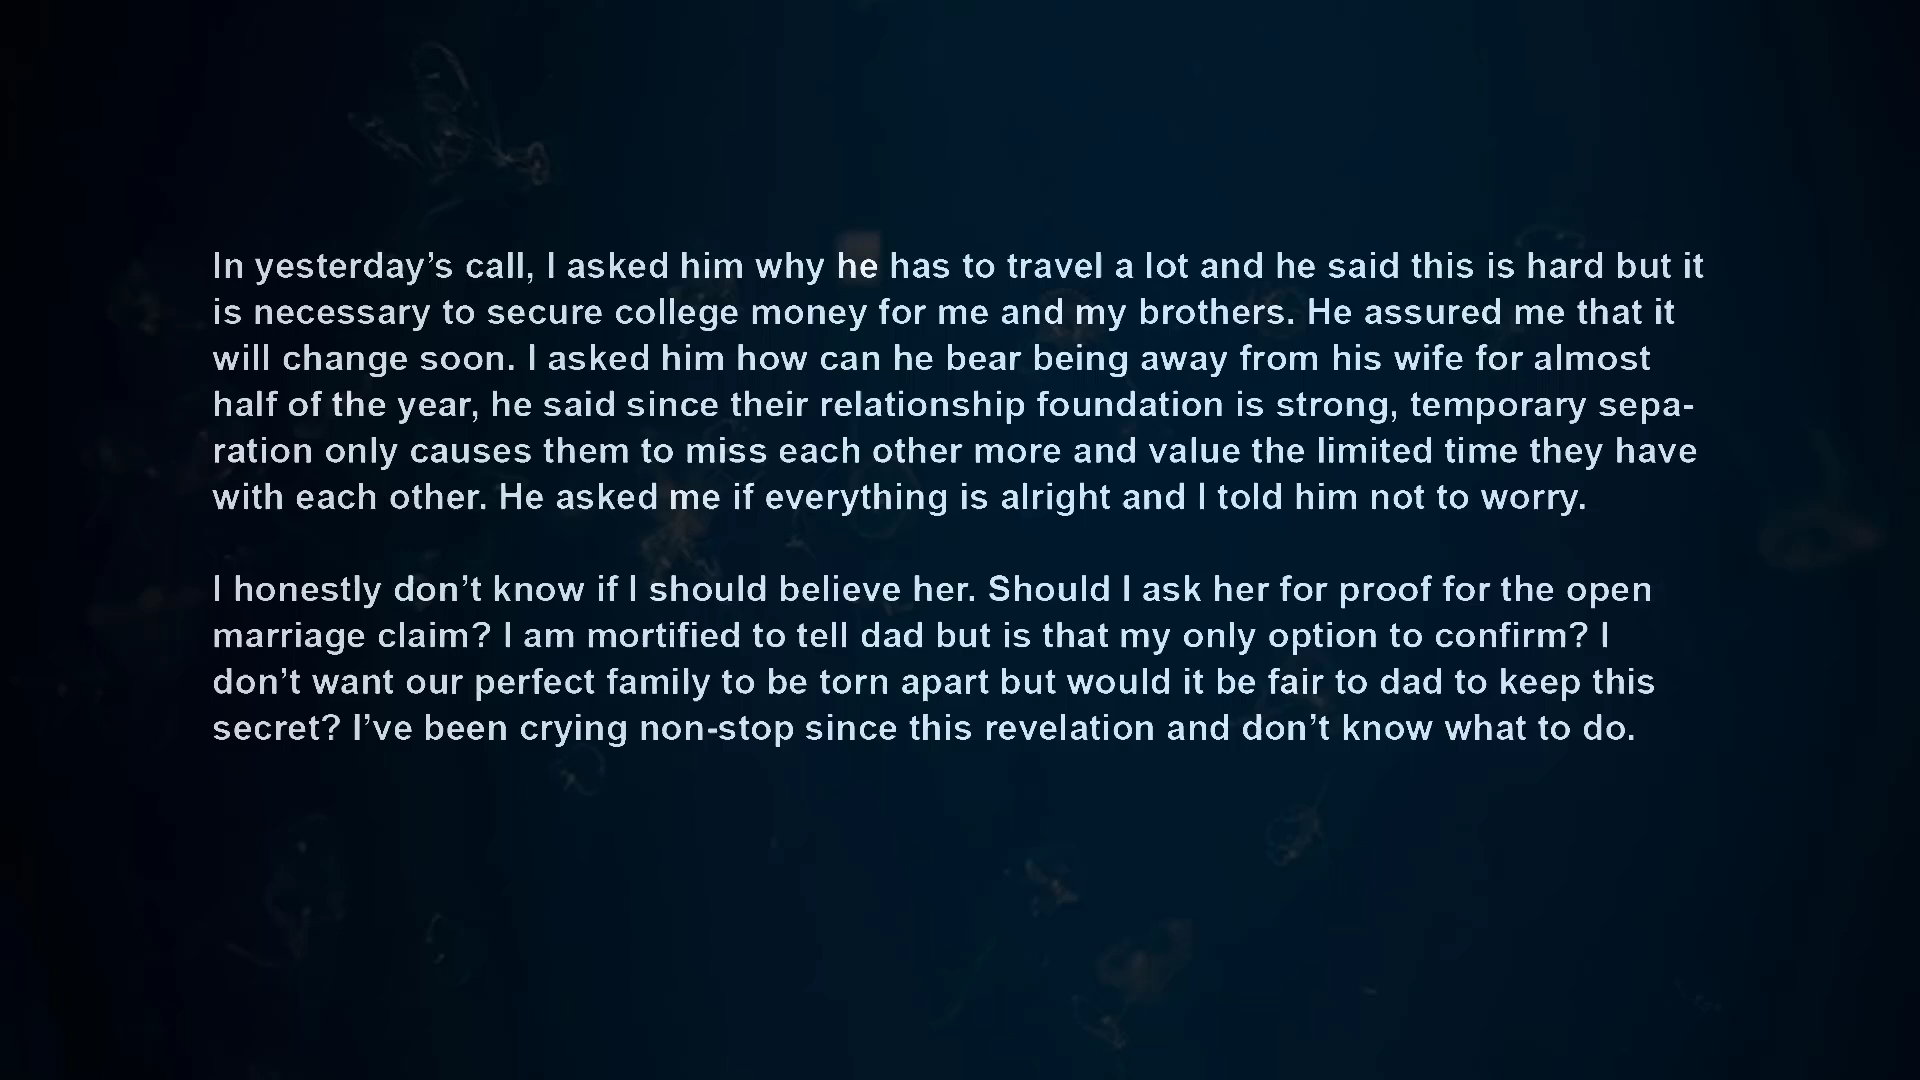 In yesterday’s call, I asked him why he has to travel a lot and he said this is hard but it
is necessary to secure college money for me and my brothers. He assured me that it
will change soon. I asked him how can he bear being away from his wife for almost
half of the year, he said since their relationship foundation is strong, temporary sepa-
ration only causes them to miss each other more and value the limited time they have
with each other. He asked me if everything is alright and I told him not to worry.
I honestly don’t know if I should believe her. Should I ask her for proof for the open
marriage claim? I am mortified to tell dad but is that my only option to confirm? I
don’t want our perfect family to be torn apart but would it be fair to dad to keep this
secret? I’ve been crying non-stop since this revelation and don’t know what to do.